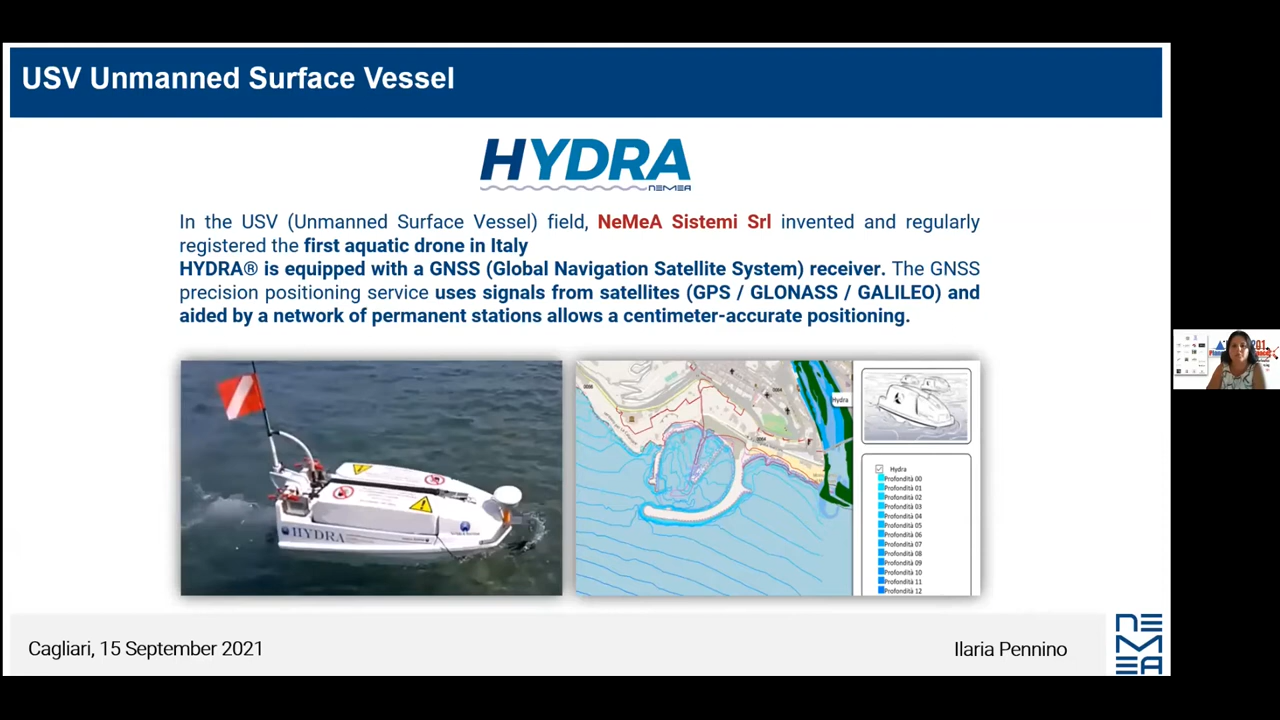 USV Unmanned Surface Vessel
HYDRA
NEMEA
In the USV (Unmanned Surface Vessel) field, NeMeA Sistemi Srl invented and regularly
registered the first aquatic drone in Italy
HYDRA® is equipped with a GNSS (Global Navigation Satellite System) receiver. The GNSS
precision positioning service uses signals from satellites (GPS / GLONASS / GALILEO) and
aided by a network of permanent stations allows a centimeter-accurate positioning.
HYDRA
Hydra
Hydra
Profondità 00
Profondità 01
Profondità 02
Profondità 03
Profondità 04
Profondità 05
Profondità 06
Profondità 07
Profondità 08
Profondità 09
Profondità 10
Profondità 11
Profondità 12
Cagliari, 15 September 2021
Ilaria Pennino
NEMEA